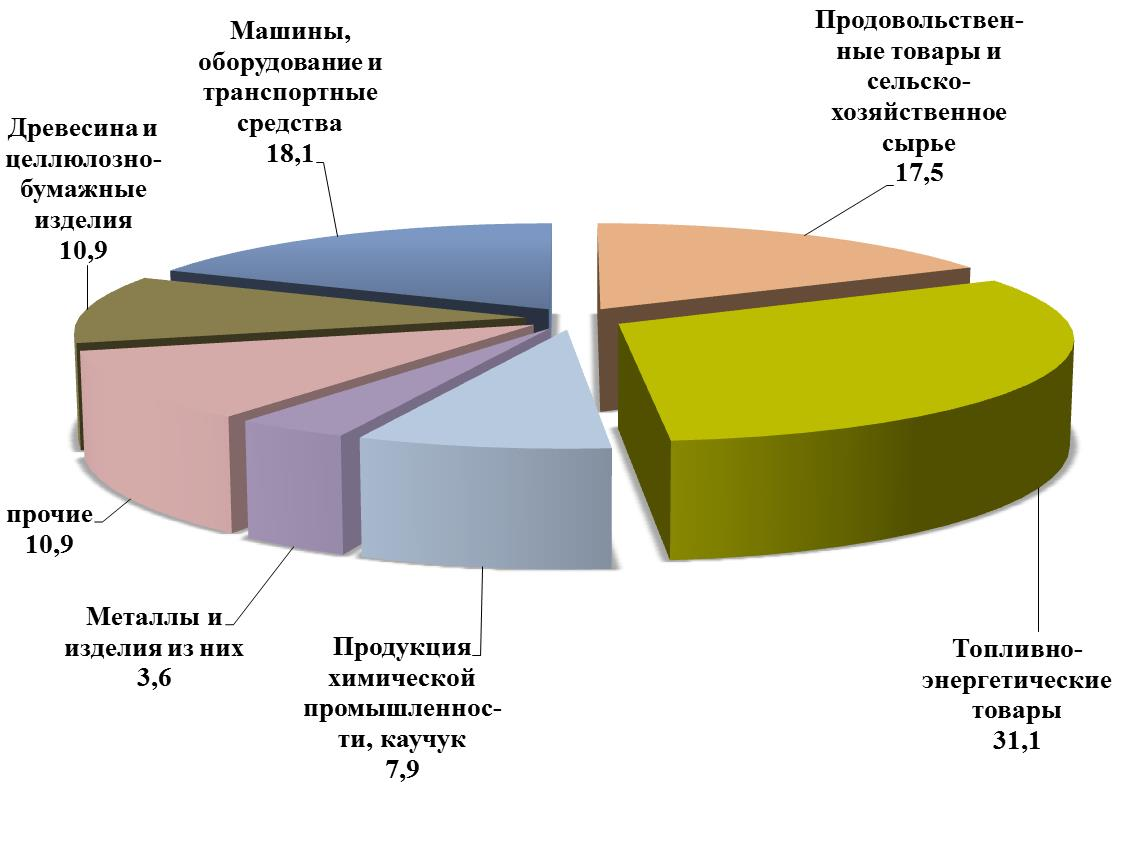 Машины,
оборудование и
транспортные
средства
18,1
Продовольствен-
ные товары и
сельско-
хозяйственное
сырье
17,5
Древесина и
целлюлозно-
бумажные
изделия
10,9
прочие
10,9
Металлы и
изделия из них
3,6
Продукция
химической
промышленнос-
ти, каучук
7,9
Топливно-
энергетические
товары
31,1